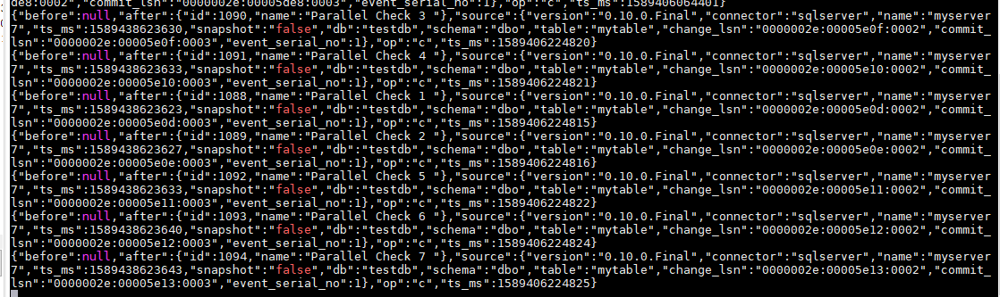 de8:0002","commit_lsn":"0000002e:00005de8:0003","event_serial_no":1},"op":"c","ts_ms":1589406064401}
{"before":null,"after":{"id":1090,"name":"Parallel Check 3 "},"source":{"version":"0.10.0.Final","connector":"sqlserver","name":"myserver
7","ts_ms":1589438623630,"snapshot":"false","db":"testdb","schema":"dbo","table":"mytable","change_lsn":"0000002e:00005e0f:0002","commit_
lsn":"0000002e:00005e0f:0003","event_serial_no":1},"op":"c","ts_ms":1589406224820}
{"before":null,"after":{"id":1091,"name":"Parallel Check 4 "},"source":{"version":"0.10.0.Final","connector":"sqlserver","name":"myserver
7","ts_ms":1589438623633,"snapshot":"false","db":"testdb","schema":"dbo","table":"mytable","change_lsn":"0000002e:00005e10:0002","commit_
lsn":"0000002e:00005e10:0003","event_serial_no":1},"op":"c","ts_ms":1589406224821}
{"before":null,"after":{"id":1088,"name":"Parallel Check 1 "},"source":{"version":"0.10.0.Final","connector":"sqlserver","name":"myserver
7","ts_ms":1589438623623,"snapshot":"false","db":"testdb","schema":"dbo","table":"mytable","change_lsn":"0000002e:00005e0d:0002","commit_
lsn":"0000002e:00005e0d:0003","event_serial_no":1},"op":"c","ts_ms":1589406224815}
{"before":null,"after":{"id":1089,"name":"Parallel Check 2 "},"source":{"version":"0.10.0.Final","connector":"sqlserver","name":"myserver
7","ts_ms":1589438623627,"snapshot":"false","db":"testdb","schema":"dbo","table":"mytable","change_lsn":"0000002e:00005e0e:0002","commit_
lsn":"0000002e:00005e0e:0003","event_serial_no":1},"op":"c","ts_ms":1589406224816}
{"before":null,"after":{"id":1092,"name":"Parallel Check 5 "},"source":{"version":"0.10.0.Final","connector":"sqlserver","name":"myserver
7","ts_ms":1589438623633,"snapshot":"false","db":"testdb","schema":"dbo","table":"mytable","change_lsn":"0000002e:00005e11:0002","commit_
lsn":"0000002e:00005e11:0003","event_serial_no":1},"op":"c","ts_ms":1589406224822}
{"before":null,"after":{"id":1093,"name":"Parallel Check 6 "},"source":{"version":"0.10.0.Final","connector":"sqlserver","name":"myserver
7","ts_ms":1589438623640,"snapshot":"false","db":"testdb","schema":"dbo","table":"mytable","change_lsn":"0000002e:00005e12:0002","commit_
lsn":"0000002e:00005e12:0003","event_serial_no":1},"op":"c","ts_ms":1589406224824}
{"before":null,"after":{"id":1094,"name":"Parallel Check 7 "},"source":{"version":"0.10.0.Final","connector":"sqlserver","name":"myserver
7","ts_ms":1589438623643,"snapshot":"false","db":"testdb","schema":"dbo","table":"mytable","change_lsn":"0000002e:00005e13:0002","commit_
lsn":"0000002e:00005e13:0003","event_serial_no":1},"op":"c","ts_ms":1589406224825}